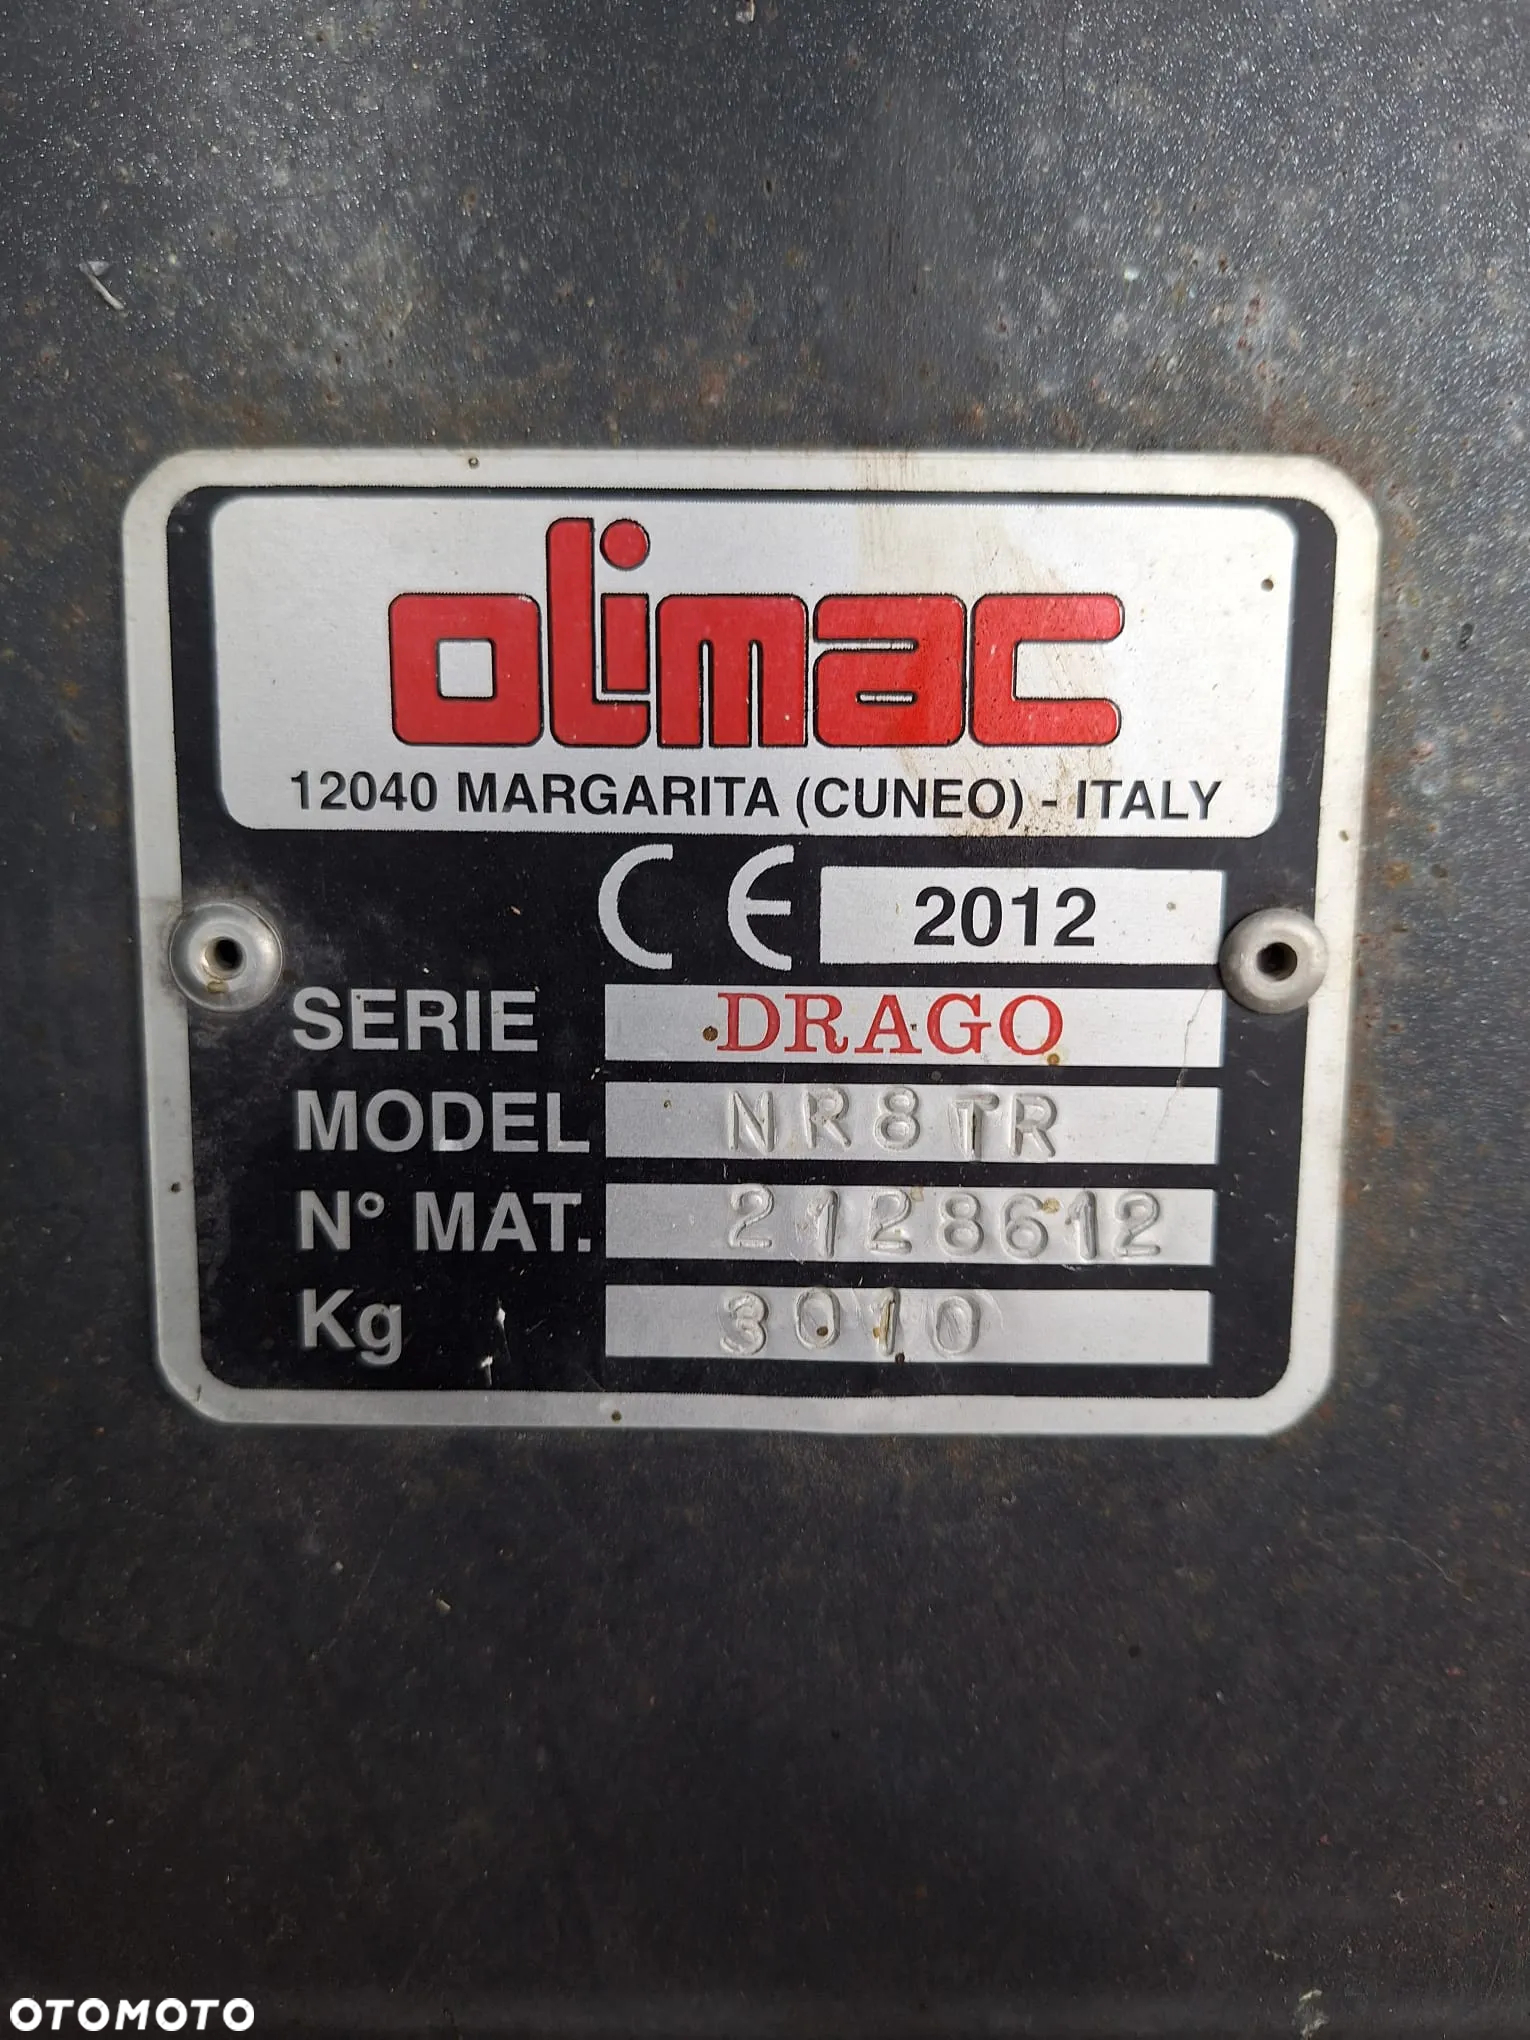 olimac
12040 MARGARITA (CUNEO) - ITALY
CE 2012
SERIE DRAGO
MODEL NR8TR
N° MAT. 2128612
Kg 3010
OTOMOTO